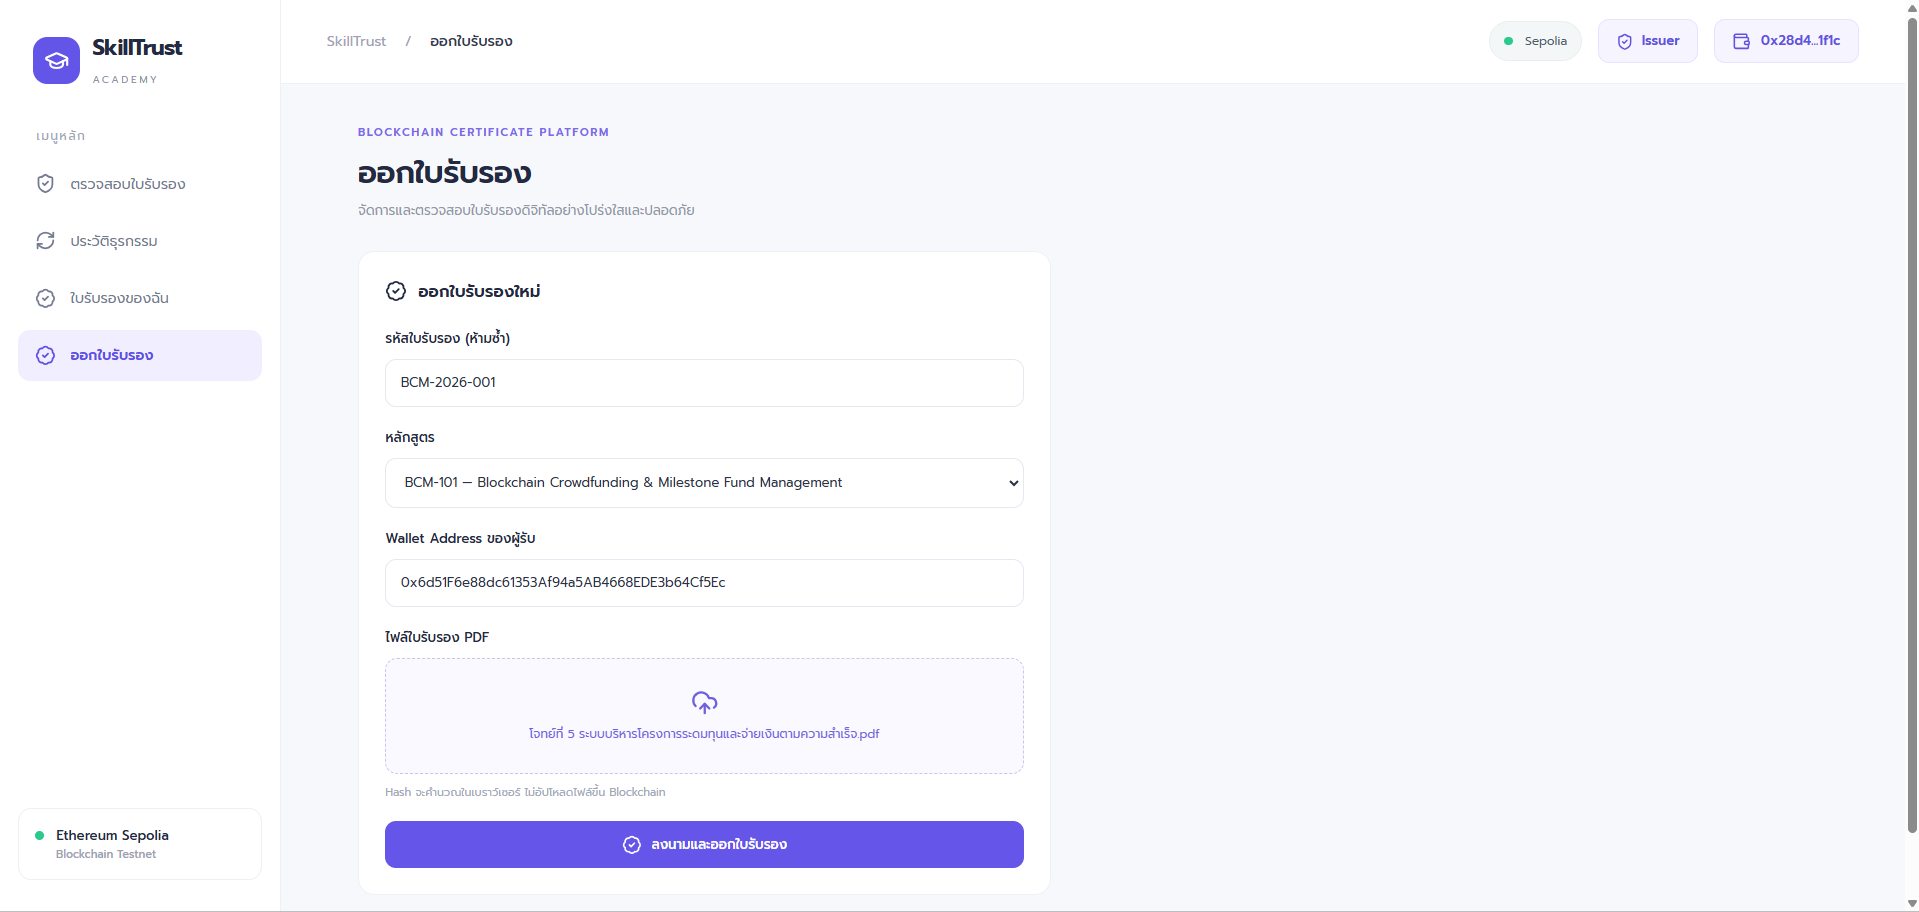 SkillTrust
ACADEMY
เมนูหลัก
ตรวจสอบใบรับรอง
ประวัติธุรกรรม
ใบรับรองของฉัน
ออกใบรับรอง
Ethereum Sepolia
Blockchain Testnet
SkillTrust / ออกใบรับรอง
Sepolia
Issuer
0x28d4...1f1c
BLOCKCHAIN CERTIFICATE PLATFORM
ออกใบรับรอง
จัดการและตรวจสอบใบรับรองดิจิทัลอย่างโปร่งใสและปลอดภัย
ออกใบรับรองใหม่
รหัสใบรับรอง (ห้ามซ้ำ)
BCM-2026-001
หลักสูตร
BCM-101 — Blockchain Crowdfunding & Milestone Fund Management
Wallet Address ของผู้รับ
0x6d51F6e88dc61353Af94a5AB4668EDE3b64Cf5Ec
ไฟล์ใบรับรอง PDF
โจทย์ที่ 5 ระบบบริหารโครงการระดมทุนและจ่ายเงินตามความสำเร็จ.pdf
Hash จะคำนวณในเบราว์เซอร์ ไม่อัปโหลดไฟล์ขึ้น Blockchain
ลงนามและออกใบรับรอง